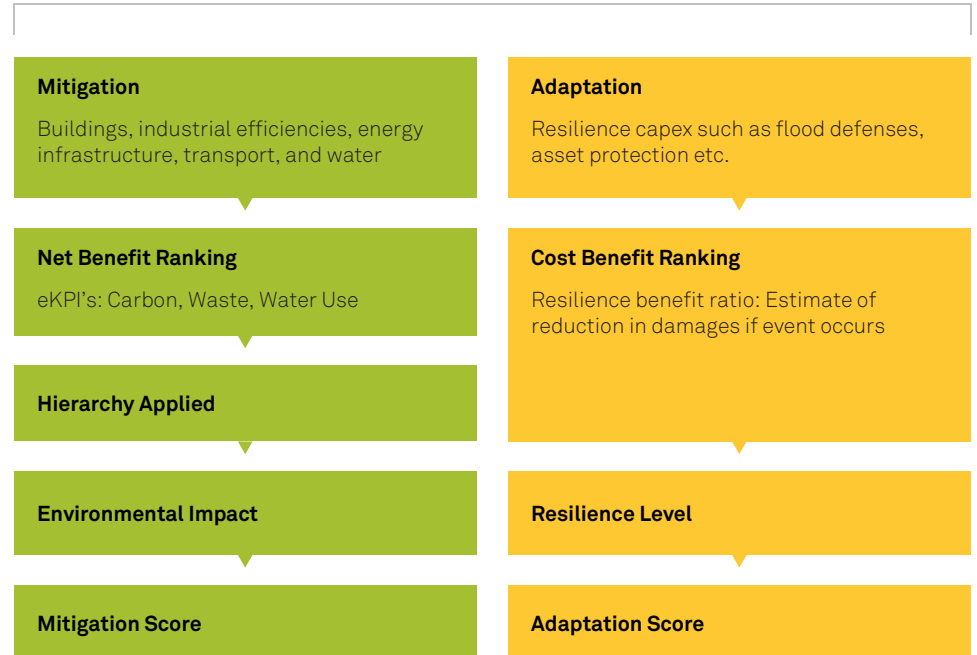 Mitigation
Buildings, industrial efficiencies, energy
infrastructure, transport, and water
Net Benefit Ranking
eKPI's: Carbon, Waste, Water Use
Hierarchy Applied
Environmental Impact
Mitigation Score
Adaptation
Resilience capex such as flood defenses,
asset protection etc.
Cost Benefit Ranking
Resilience benefit ratio: Estimate of
reduction in damages if event occurs
Resilience Level
Adaptation Score